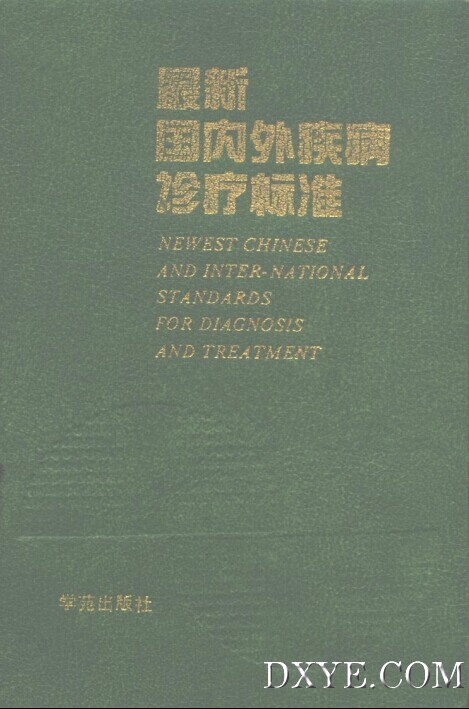 最新
国内外疾病
诊疗标准
NEWEST CHINESE
AND INTER-NATIONAL
STANDARDS
FOR DIAGNOSIS
AND TREATMENT
学苑出版社
DXYE.COM